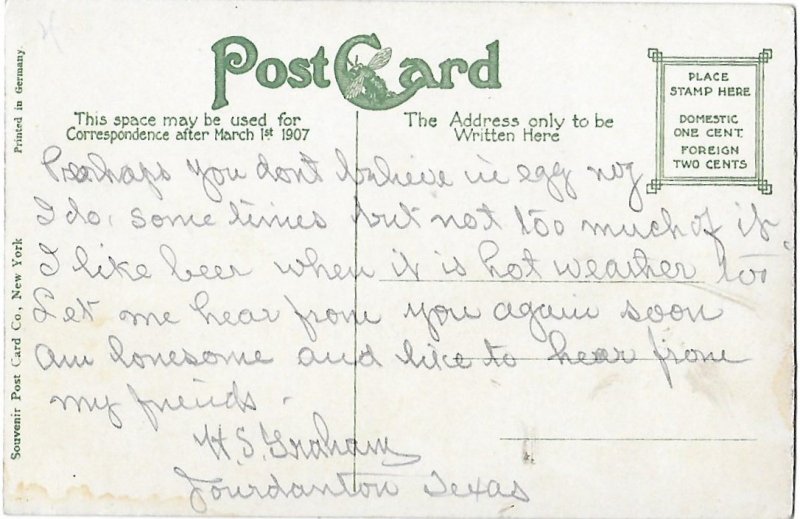 Post Card
This space may be used for
Correspondence after March 1st 1907
The Address only to be
Written Here
PLACE
STAMP HERE
DOMESTIC
ONE CENT.
FOREIGN
TWO CENTS
Printed in Germany.
Souvenir Post Card Co., New York
Perhaps you dont believe in egg nog
I do, some times but not too much of it.
I like beer when it is hot weather too
Let me hear from you again soon
am lonesome and like to hear from
my friends.
H.S. Graham
Jourdanton Texas